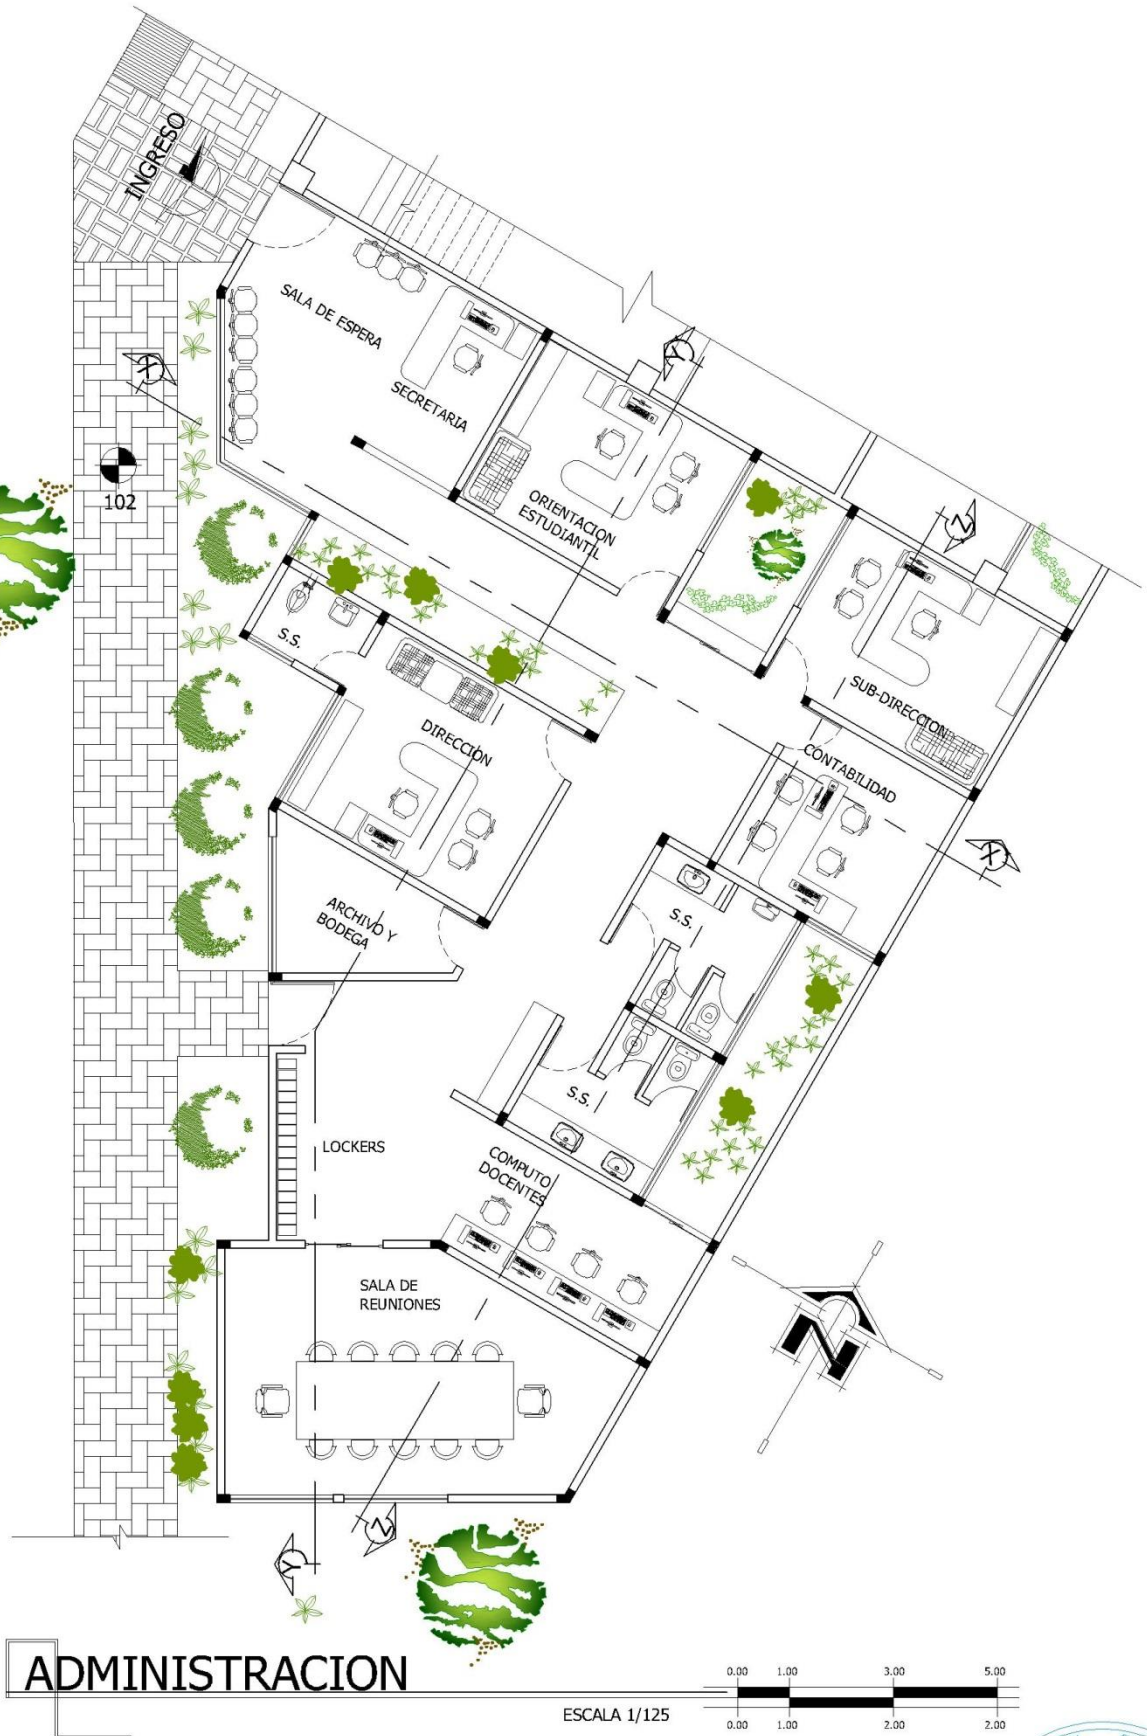 INGRESO
SALA DE ESPERA
SECRETARIA
X
Y
102
ORIENTACION
ESTUDIANTIL
Z
S.S.
SUB-DIRECCION
DIRECCIÓN
CONTABILIDAD
X
ARCHIVO Y
BODEGA
S.S.
S.S.
LOCKERS
COMPUTO
DOCENTES
SALA DE
REUNIONES
N
Z
Y
ADMINISTRACION
ESCALA 1/125
0.00 1.00 3.00 5.00
0.00 1.00 2.00 2.00